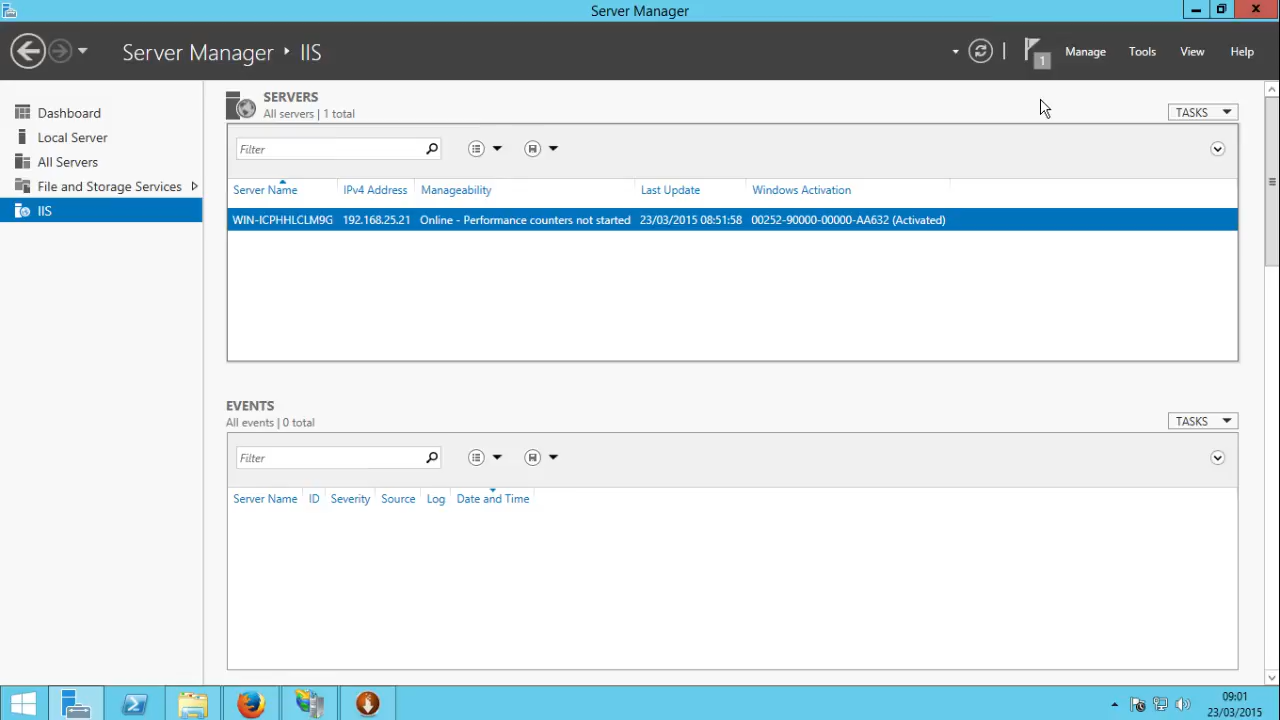 Server Manager
Server Manager IIS
1
Manage
Tools
View
Help
Dashboard
Local Server
All Servers
File and Storage Services
IIS
SERVERS
All servers | 1 total
TASKS
Filter
Server Name IPv4 Address Manageability Last Update Windows Activation
WIN-ICPHHLCLM9G 192.168.25.21 Online - Performance counters not started 23/03/2015 08:51:58 00252-90000-00000-AA632 (Activated)
EVENTS
All events | 0 total
TASKS
Filter
Server Name ID Severity Source Log Date and Time
09:01
23/03/2015